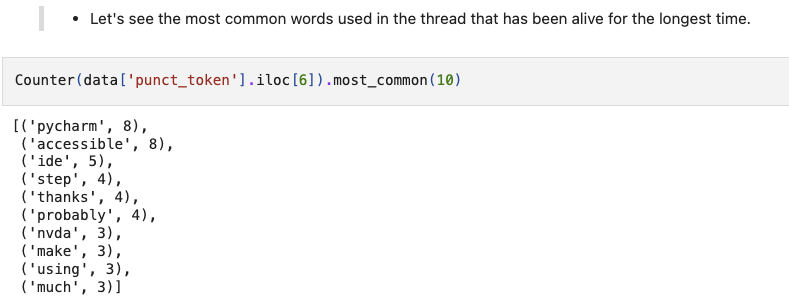 • Let's see the most common words used in the thread that has been alive for the longest time.
Counter(data['punct_token'].iloc[6]).most_common(10)
[('pycharm', 8),
('accessible', 8),
('ide', 5),
('step', 4),
('thanks', 4),
('probably', 4),
('nvda', 3),
('make', 3),
('using', 3),
('much', 3)]